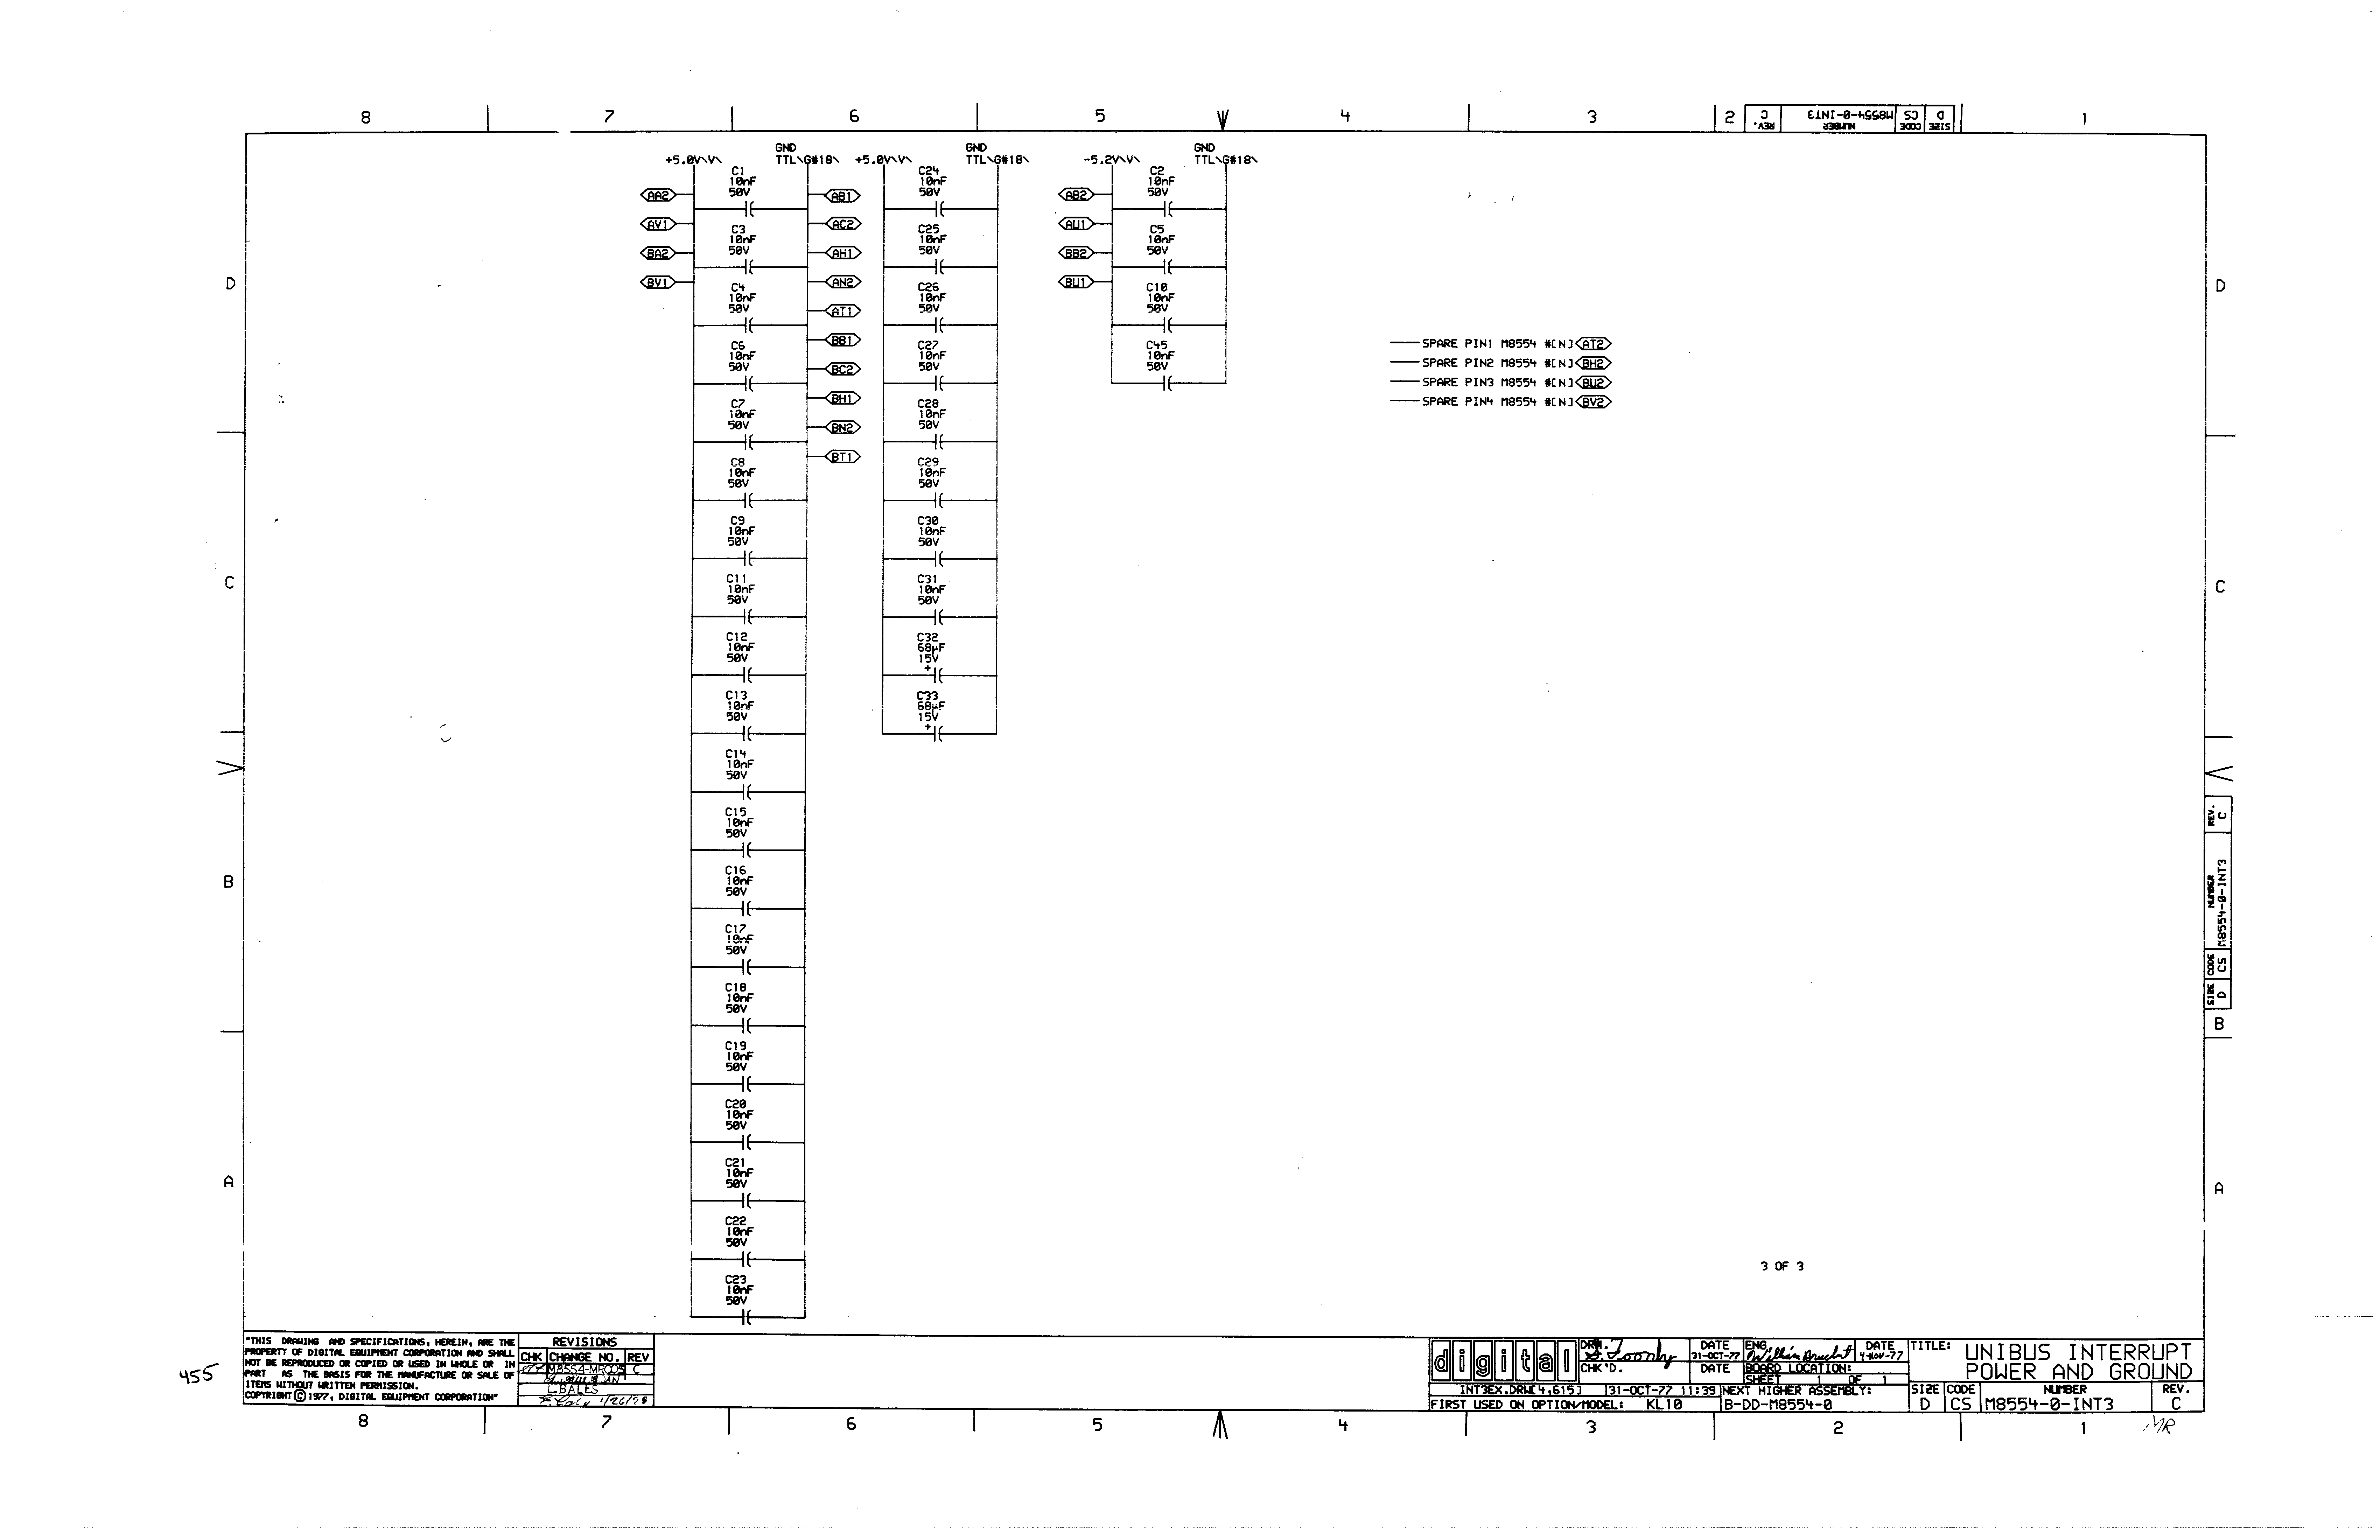 8 7 6 5 4 3 2 1
REV. C
NUMBER M8554-0-INT3
CODE CS
SIZE D
+5.0V\V\
GND
TTL\G#18\
AA2
AV1
BA2
BV1
C1
10nF
50V
C3
10nF
50V
C4
10nF
50V
C6
10nF
50V
C7
10nF
50V
C8
10nF
50V
C9
10nF
50V
C11
10nF
50V
C12
10nF
50V
C13
10nF
50V
C14
10nF
50V
C15
10nF
50V
C16
10nF
50V
C17
10nF
50V
C18
10nF
50V
C19
10nF
50V
C20
10nF
50V
C21
10nF
50V
C22
10nF
50V
C23
10nF
50V
AB1
AC2
AH1
AN2
AT1
BB1
BC2
BH1
BN2
BT1
+5.0V\V\
GND
TTL\G#18\
C24
10nF
50V
C25
10nF
50V
C26
10nF
50V
C27
10nF
50V
C28
10nF
50V
C29
10nF
50V
C30
10nF
50V
C31
10nF
50V
C32
68µF
15V
+
C33
68µF
15V
+
-5.2V\V\
GND
TTL\G#18\
AB2
AU1
BB2
BU1
C2
10nF
50V
C5
10nF
50V
C10
10nF
50V
C45
10nF
50V
SPARE PIN1 M8554 #[N] AT2
SPARE PIN2 M8554 #[N] BH2
SPARE PIN3 M8554 #[N] BU2
SPARE PIN4 M8554 #[N] BV2
D
C
B
A
D
C
REV. C
NUMBER M8554-0-INT3
CODE CS
SIZE D
B
A
3 OF 3
455
"THIS DRAWING AND SPECIFICATIONS, HEREIN, ARE THE
PROPERTY OF DIGITAL EQUIPMENT CORPORATION AND SHALL
NOT BE REPRODUCED OR COPIED OR USED IN WHOLE OR IN
PART AS THE BASIS FOR THE MANUFACTURE OR SALE OF
ITEMS WITHOUT WRITTEN PERMISSION.
COPYRIGHT © 1977, DIGITAL EQUIPMENT CORPORATION"
REVISIONS
CHK CHANGE NO. REV
M8554-MR005 C
L.BALES
1/26/78
digital
DRN.
CHK'D.
DATE
31-OCT-77
DATE
ENG.
DATE
4-NOV-77
BOARD LOCATION:
SHEET 1 OF 1
INT3EX.DRW[4,615] 31-OCT-77 11:39
NEXT HIGHER ASSEMBLY:
B-DD-M8554-0
FIRST USED ON OPTION/MODEL: KL10
TITLE:
UNIBUS INTERRUPT
POWER AND GROUND
SIZE CODE NUMBER REV.
D CS M8554-0-INT3 C
8 7 6 5 4 3 2 1
MR